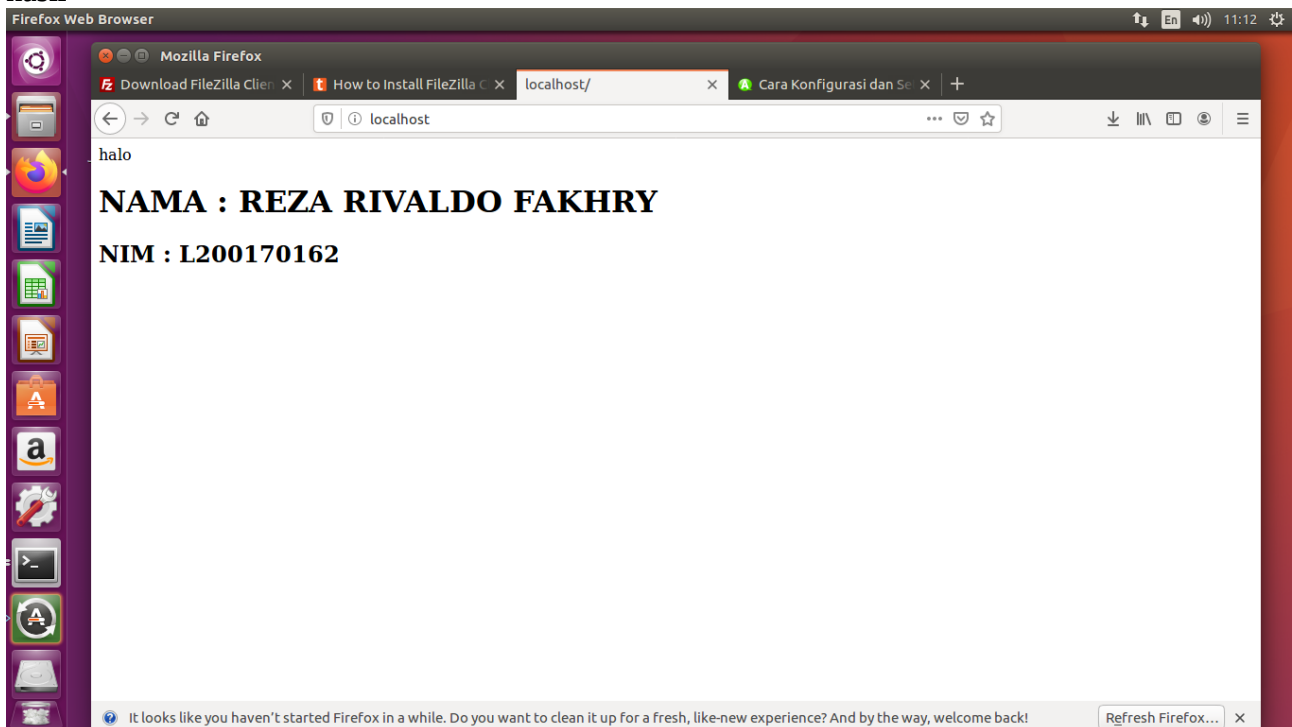 Firefox Web Browser
En
11:12
Mozilla Firefox
Download FileZilla Clien
How to Install FileZilla C
localhost/
Cara Konfigurasi dan Se
localhost
halo
NAMA : REZA RIVALDO FAKHRY
NIM : L200170162
It looks like you haven't started Firefox in a while. Do you want to clean it up for a fresh, like-new experience? And by the way, welcome back!
Refresh Firefox...